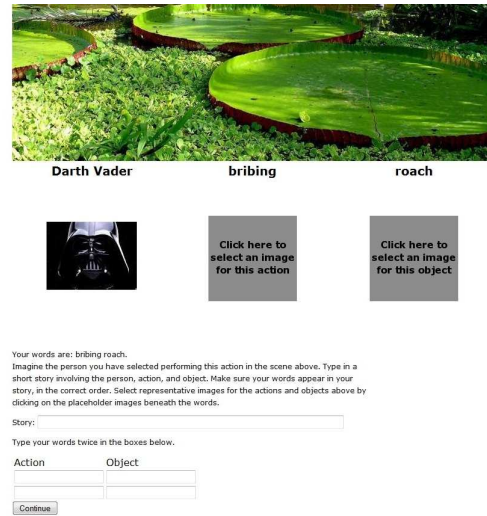 Darth Vader bribing roach
Click here to select an image for this action
Click here to select an image for this object
Your words are: bribing roach.
Imagine the person you have selected performing this action in the scene above. Type in a
short story involving the person, action, and object. Make sure your words appear in your
story, in the correct order. Select representative images for the actions and objects above by
clicking on the placeholder images beneath the words.
Story:
Type your words twice in the boxes below.
Action Object
Continue